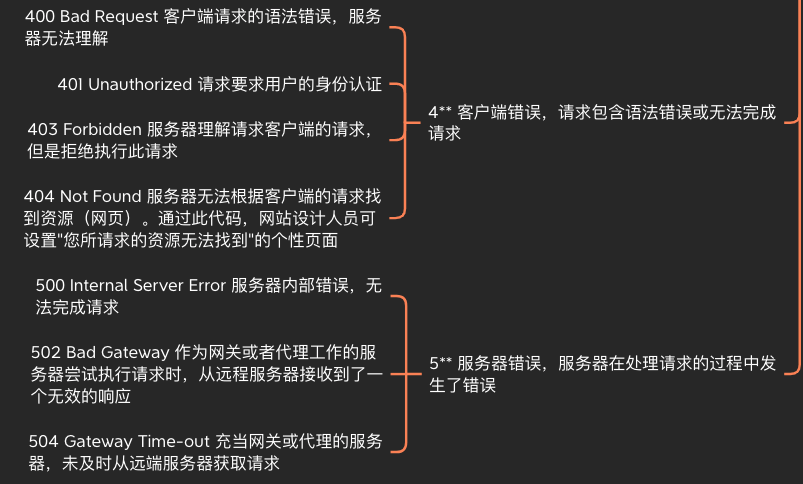 400 Bad Request 客户端请求的语法错误，服务
器无法理解
401 Unauthorized 请求要求用户的身份认证
403 Forbidden 服务器理解请求客户端的请求，
但是拒绝执行此请求
4** 客户端错误，请求包含语法错误或无法完成
请求
404 Not Found 服务器无法根据客户端的请求找
到资源（网页）。通过此代码，网站设计人员可
设置"您所请求的资源无法找到"的个性页面
500 Internal Server Error 服务器内部错误，无
法完成请求
502 Bad Gateway 作为网关或者代理工作的服
务器尝试执行请求时，从远程服务器接收到了一
个无效的响应
5** 服务器错误，服务器在处理请求的过程中发
生了错误
504 Gateway Time-out 充当网关或代理的服务
器，未及时从远端服务器获取请求